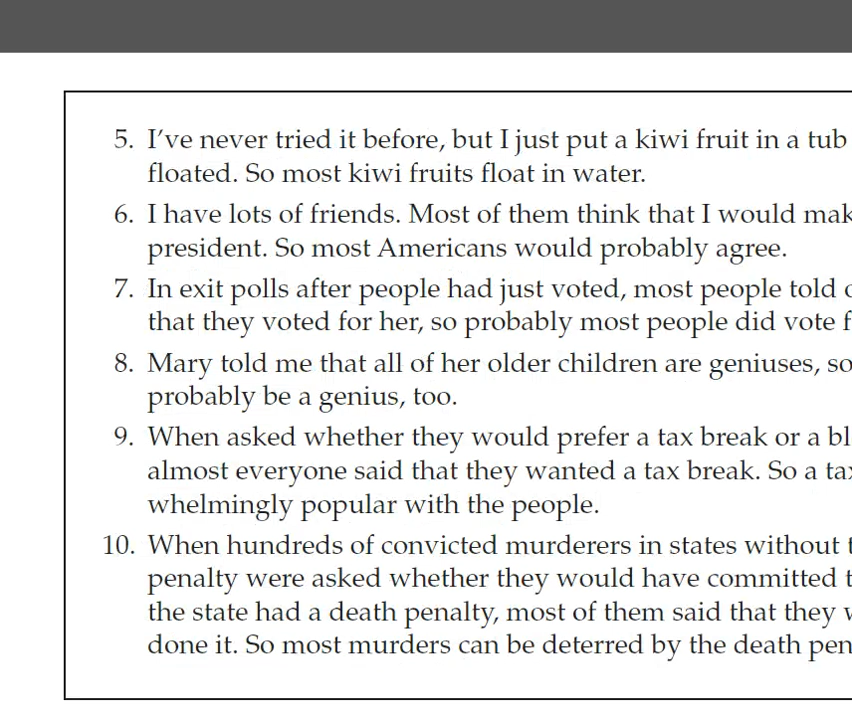 5. I've never tried it before, but I just put a kiwi fruit in a tub
floated. So most kiwi fruits float in water.
6. I have lots of friends. Most of them think that I would mak
president. So most Americans would probably agree.
7. In exit polls after people had just voted, most people told
that they voted for her, so probably most people did vote f
8. Mary told me that all of her older children are geniuses, so
probably be a genius, too.
9. When asked whether they would prefer a tax break or a bl
almost everyone said that they wanted a tax break. So a tax
whelmingly popular with the people.
10. When hundreds of convicted murderers in states without t
penalty were asked whether they would have committed t
the state had a death penalty, most of them said that they w
done it. So most murders can be deterred by the death pen